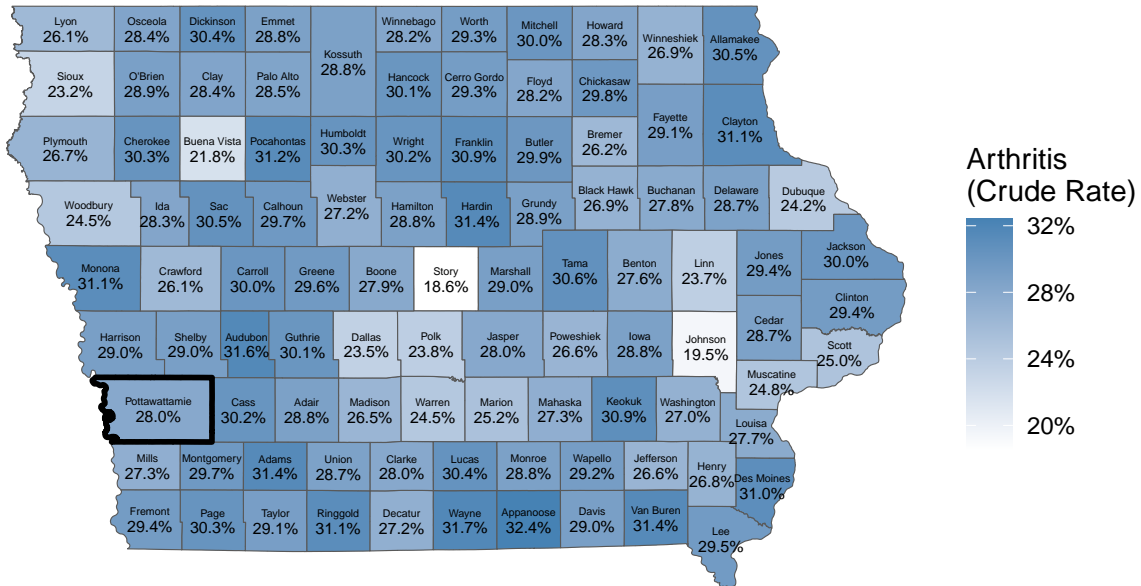 Lyon
26.1%
Osceola
28.4%
Dickinson
30.4%
Emmet
28.8%
Winnebago
28.2%
Worth
29.3%
Mitchell
30.0%
Howard
28.3%
Winneshiek
26.9%
Allamakee
30.5%
Kossuth
28.8%
Sioux
23.2%
O'Brien
28.9%
Clay
28.4%
Palo Alto
28.5%
Hancock
30.1%
Cerro Gordo
29.3%
Floyd
28.2%
Chickasaw
29.8%
Fayette
29.1%
Clayton
31.1%
Plymouth
26.7%
Cherokee
30.3%
Buena Vista
21.8%
Pocahontas
31.2%
Humboldt
30.3%
Wright
30.2%
Franklin
30.9%
Butler
29.9%
Bremer
26.2%
Arthritis
(Crude Rate)
32%
28%
24%
20%
Woodbury
24.5%
Ida
28.3%
Sac
30.5%
Calhoun
29.7%
Webster
27.2%
Hamilton
28.8%
Hardin
31.4%
Grundy
28.9%
Black Hawk
26.9%
Buchanan
27.8%
Delaware
28.7%
Dubuque
24.2%
Monona
31.1%
Crawford
26.1%
Carroll
30.0%
Greene
29.6%
Boone
27.9%
Story
18.6%
Marshall
29.0%
Tama
30.6%
Benton
27.6%
Linn
23.7%
Jones
29.4%
Jackson
30.0%
Clinton
29.4%
Harrison
29.0%
Shelby
29.0%
Audubon
31.6%
Guthrie
30.1%
Dallas
23.5%
Polk
23.8%
Jasper
28.0%
Poweshiek
26.6%
Iowa
28.8%
Johnson
19.5%
Cedar
28.7%
Scott
25.0%
Muscatine
24.8%
Pottawattamie
28.0%
Cass
30.2%
Adair
28.8%
Madison
26.5%
Warren
24.5%
Marion
25.2%
Mahaska
27.3%
Keokuk
30.9%
Washington
27.0%
Louisa
27.7%
Mills
27.3%
Montgomery
29.7%
Adams
31.4%
Union
28.7%
Clarke
28.0%
Lucas
30.4%
Monroe
28.8%
Wapello
29.2%
Jefferson
26.6%
Henry
26.8%
Des Moines
31.0%
Fremont
29.4%
Page
30.3%
Taylor
29.1%
Ringgold
31.1%
Decatur
27.2%
Wayne
31.7%
Appanoose
32.4%
Davis
29.0%
Van Buren
31.4%
Lee
29.5%